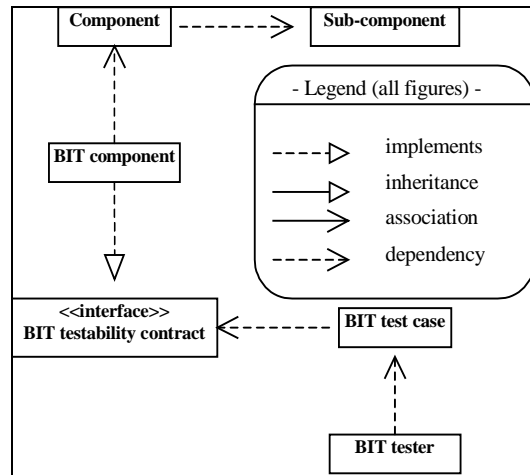 Component
Sub-component
- Legend (all figures) -
implements
inheritance
association
dependency
BIT component
<<interface>>
BIT testability contract
BIT test case
BIT tester